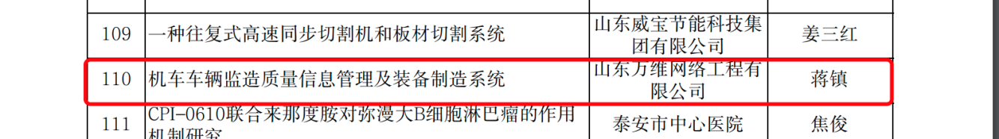 109 一种往复式高速同步切割机和板材切割系统 山东威宝节能科技集 姜三红
团有限公司
110 机车车辆监造质量信息管理及装备制造系统 山东万维网络工程有 蒋镇
限公司
111 CPI-0610联合来那度胺对弥漫大B细胞淋巴瘤的作用 泰安市中心医院 焦俊
机制研究